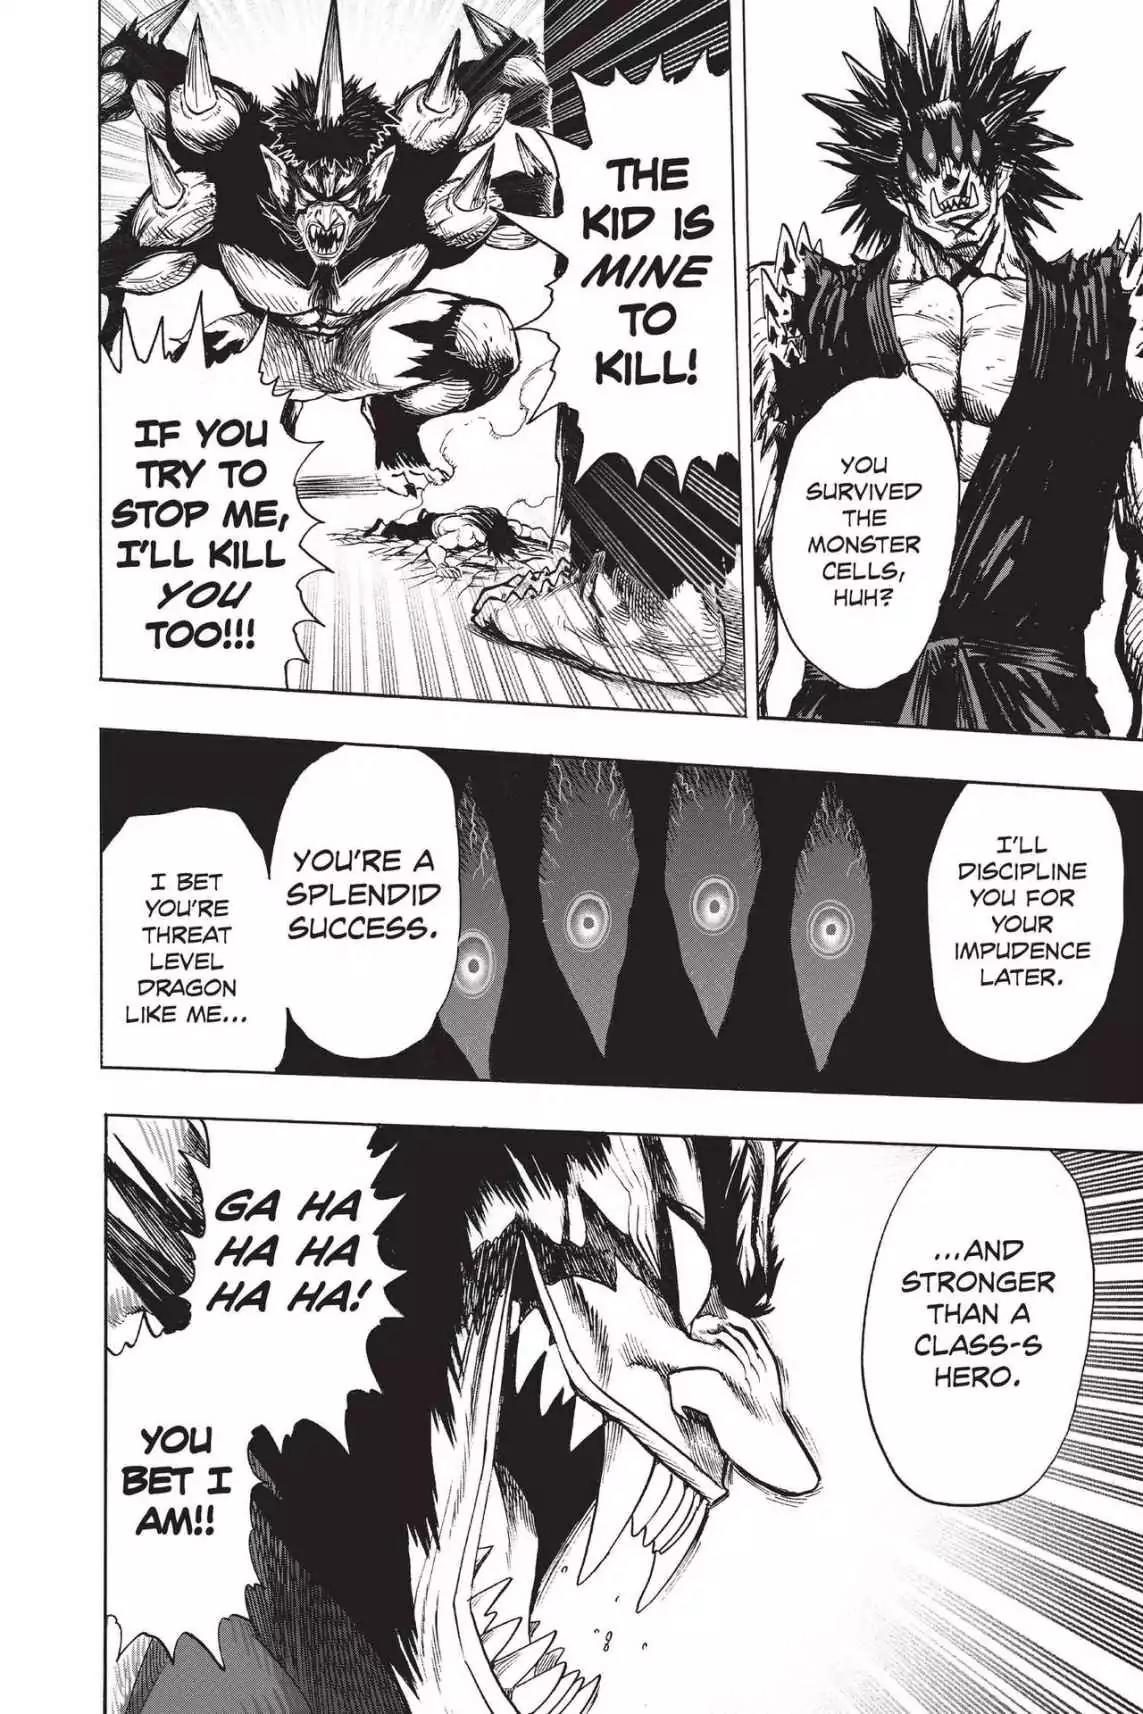 YOU
SURVIVED
THE
MONSTER
CELLS,
HUH?
THE
KID IS
MINE
TO
KILL!
IF YOU
TRY TO
STOP ME,
I'LL KILL
YOU
TOO!!!
I'LL
DISCIPLINE
YOU FOR
YOUR
IMPUDENCE
LATER.
YOU'RE A
SPLENDID
SUCCESS.
I BET
YOU'RE
THREAT
LEVEL
DRAGON
LIKE ME...
...AND
STRONGER
THAN A
CLASS-S
HERO.
GA HA
HA HA
HA HA!
YOU
BET I
AM!!